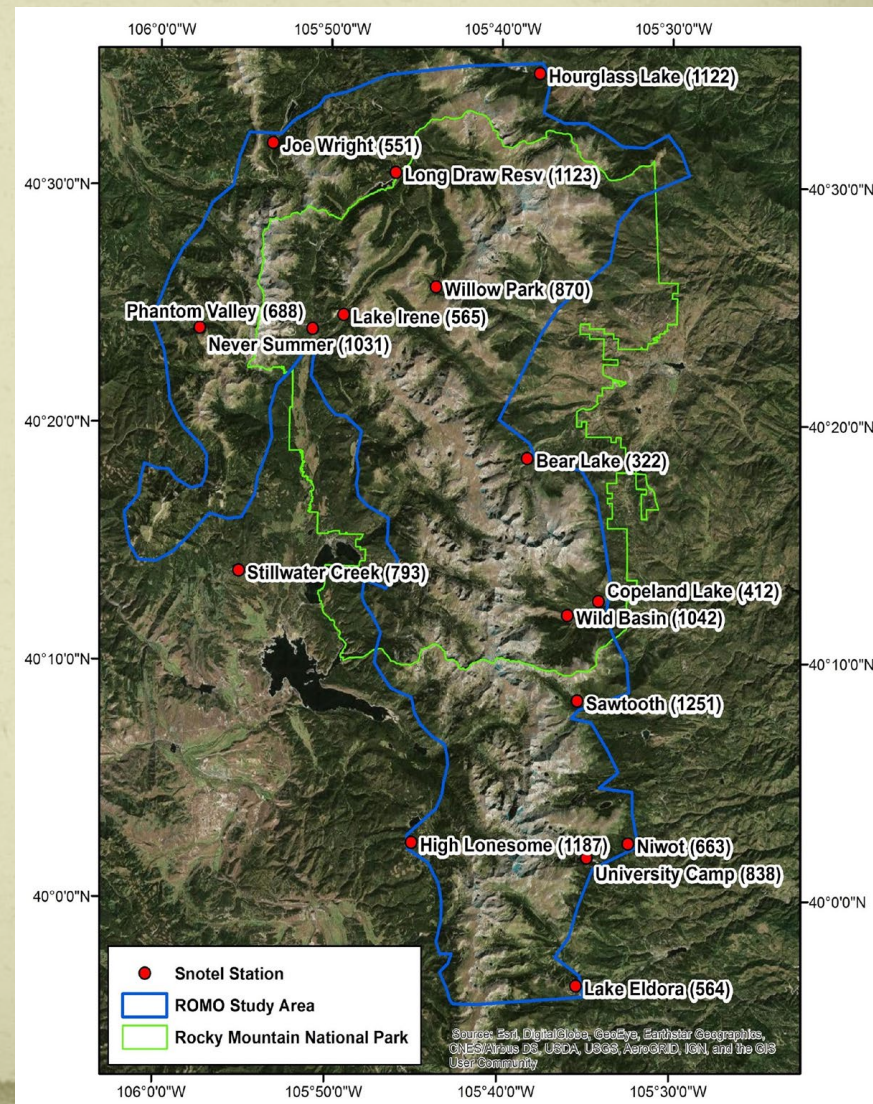 106°0'0"W
105°50'0"W
105°40'0"W
105°30'0"W
Hourglass Lake (1122)
Joe Wright (551)
Long Draw Resv (1123)
40°30'0"N
40°30'0"N
Willow Park (870)
Phantom Valley (688)
Lake Irene (565)
Never Summer (1031)
40°20'0"N
40°20'0"N
Bear Lake (322)
Stillwater Creek (793)
Copeland Lake (412)
Wild Basin (1042)
40°10'0"N
40°10'0"N
Sawtooth (1251)
High Lonesome (1187)
Niwot (663)
University Camp (838)
40°0'0"N
40°0'0"N
Lake Eldora (564)
Snotel Station
ROMO Study Area
Rocky Mountain National Park
Source: Esri, DigitalGlobe, GeoEye, Earthstar Geographics,
CNES/Airbus DS, USDA, USGS, AeroGRID, IGN, and the GIS
User Community
106°0'0"W
105°50'0"W
105°40'0"W
105°30'0"W